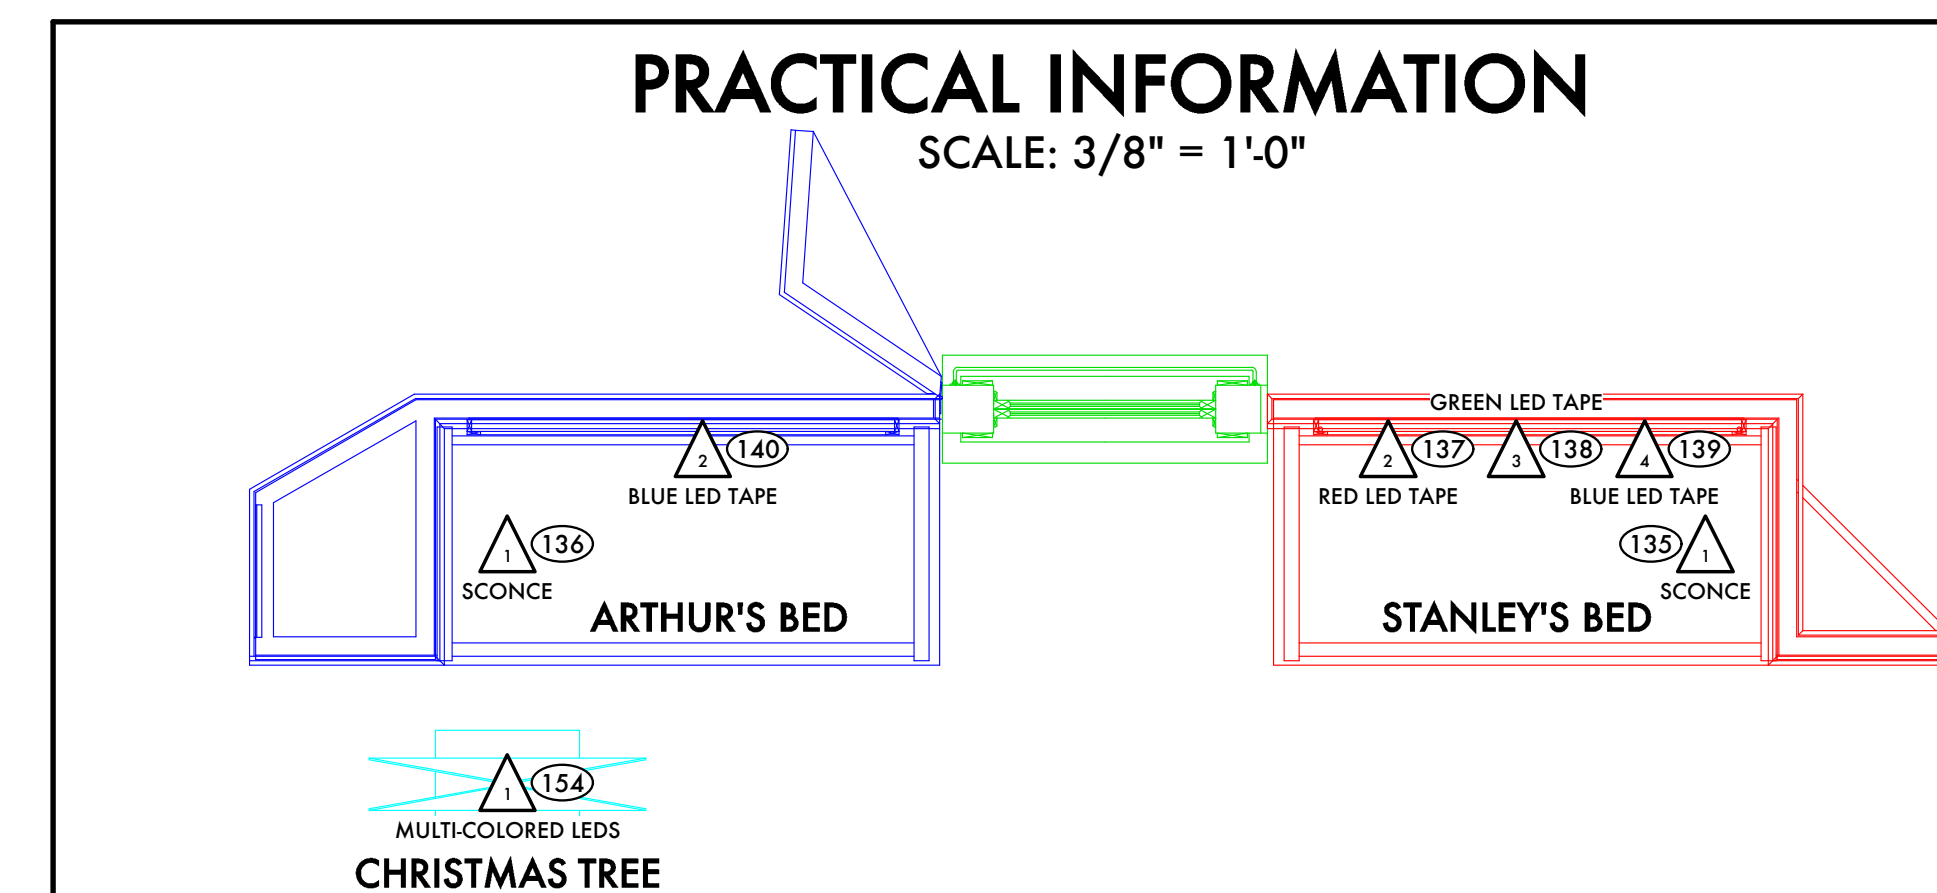 PRACTICAL INFORMATION
SCALE: 3/8" = 1'-0"
GREEN LED TAPE
2 140
BLUE LED TAPE
2 137 3 138 4 139
RED LED TAPE BLUE LED TAPE
1 136
SCONCE
ARTHUR'S BED
135 1
SCONCE
STANLEY'S BED
1 154
MULTI-COLORED LEDS
CHRISTMAS TREE